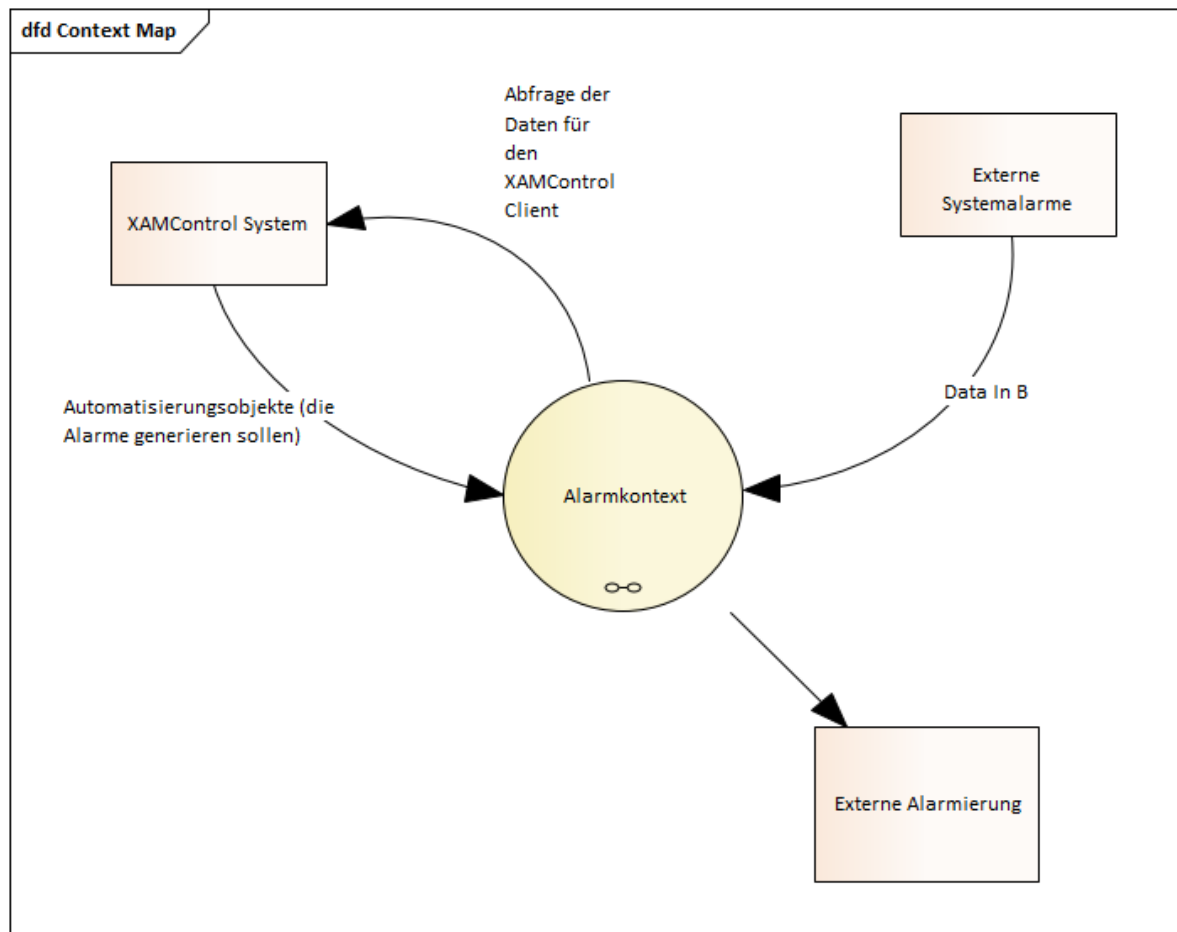 dfd Context Map
Abfrage der
Daten für
den
XAMControl
Client
Externe
Systemalarme
XAMControl System
Data In B
Automatisierungsobjekte (die
Alarme generieren sollen)
Alarmkontext
Externe Alarmierung